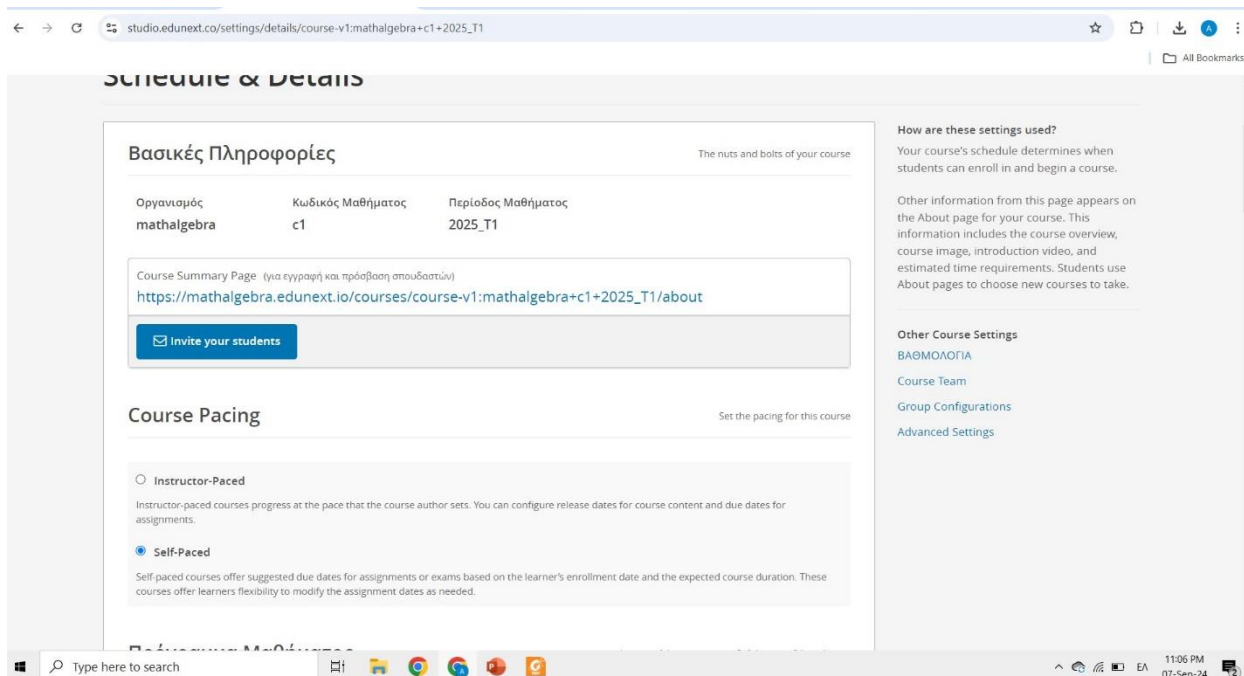 studio.edunext.co/settings/details/course-v1:mathalgebra+c1+2025_T1
A
All Bookmarks
Schedule & Details
Βασικές Πληροφορίες
The nuts and bolts of your course
Οργανισμός
Κωδικός Μαθήματος
Περίοδος Μαθήματος
mathalgebra
c1
2025_T1
Course Summary Page (για εγγραφή και πρόσβαση σπουδαστών)
https://mathalgebra.edunext.io/courses/course-v1:mathalgebra+c1+2025_T1/about
Invite your students
Course Pacing
Set the pacing for this course
Instructor-Paced
Instructor-paced courses progress at the pace that the course author sets. You can configure release dates for course content and due dates for
assignments.
Self-Paced
Self-paced courses offer suggested due dates for assignments or exams based on the learner's enrollment date and the expected course duration. These
courses offer learners flexibility to modify the assignment dates as needed.
How are these settings used?
Your course's schedule determines when
students can enroll in and begin a course.
Other information from this page appears on
the About page for your course. This
information includes the course overview,
course image, introduction video, and
estimated time requirements. Students use
About pages to choose new courses to take.
Other Course Settings
ΒΑΘΜΟΛΟΓΙΑ
Course Team
Group Configurations
Advanced Settings
Type here to search
ΕΛ
11:06 PM
07-Sep-24
2